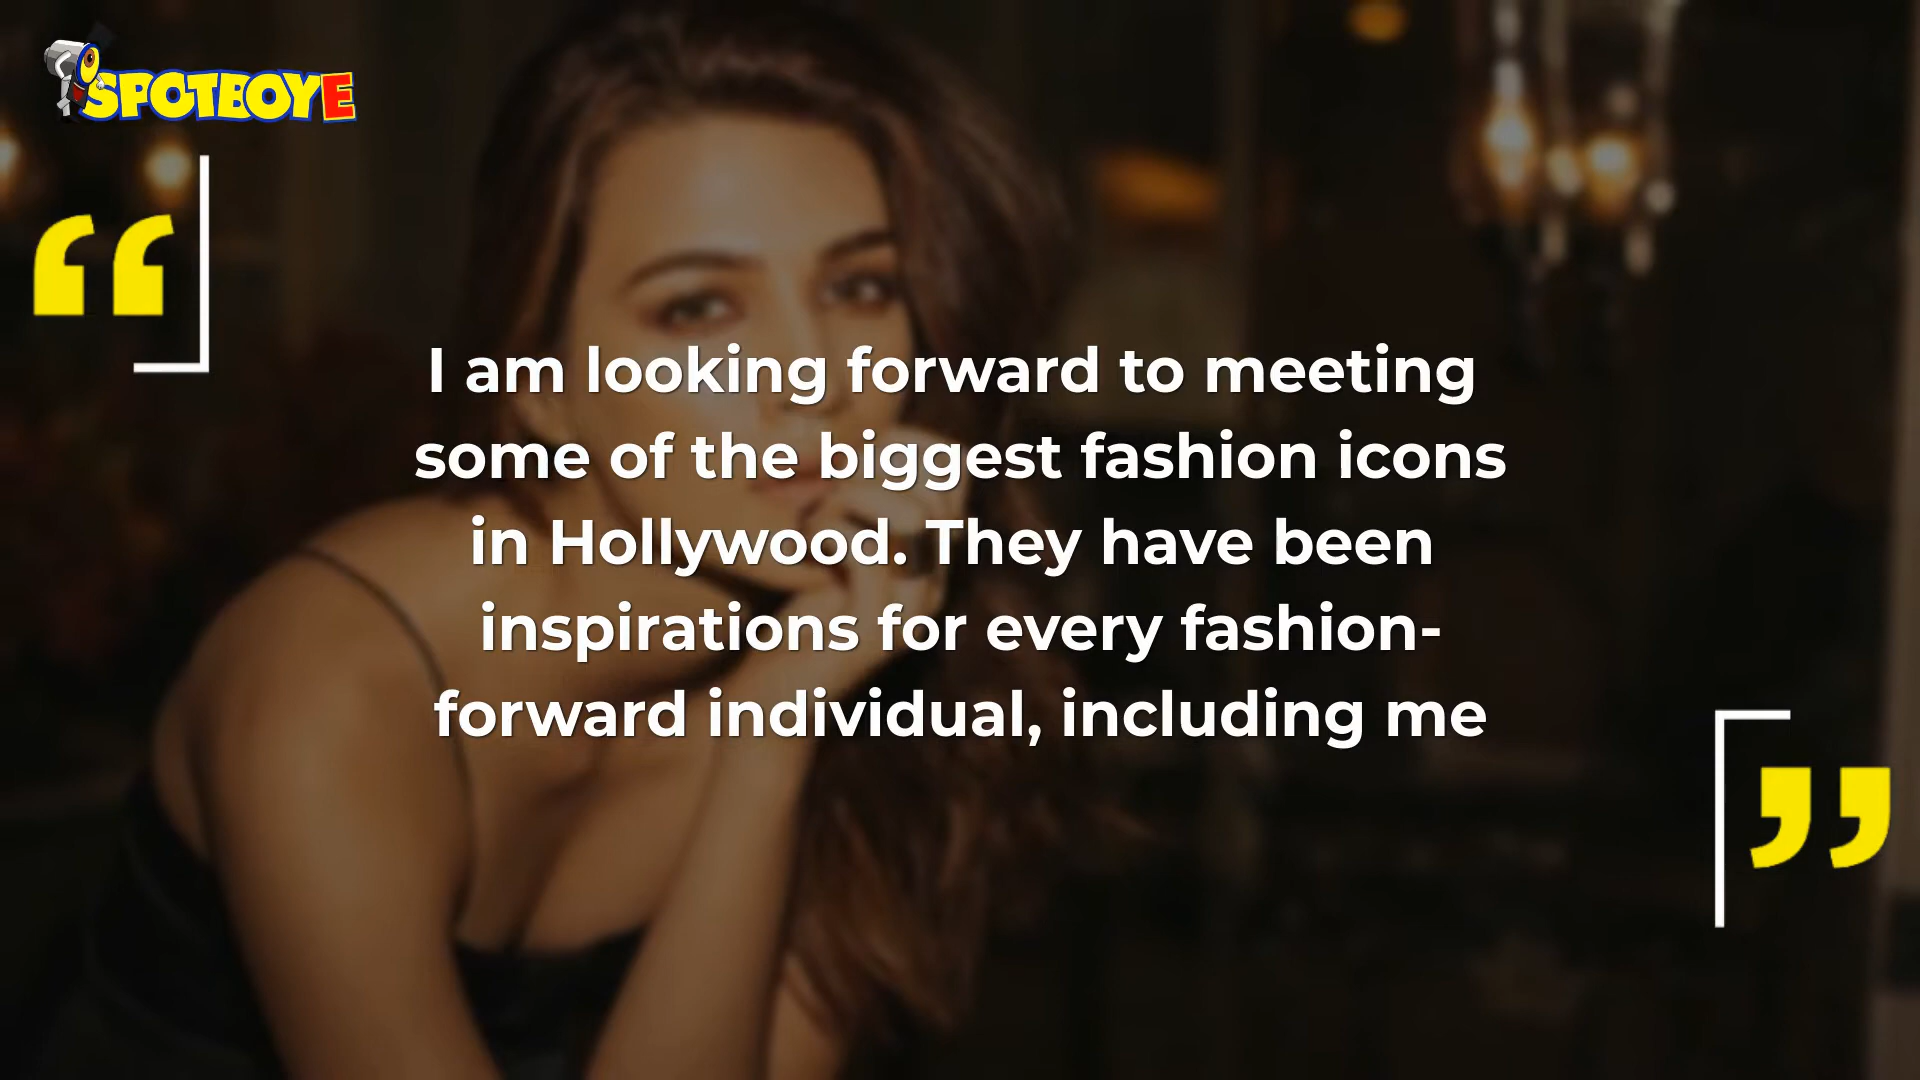 SPOTBOYE
“
I am looking forward to meeting
some of the biggest fashion icons
in Hollywood. They have been
inspirations for every fashion-
forward individual, including me
”